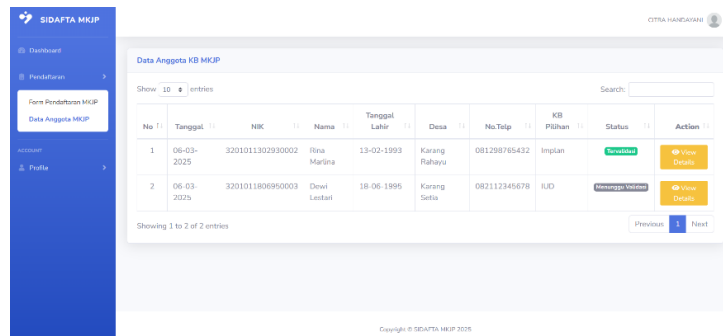 SIDAFTA MKJP
CITRA HANDAYANI
Dashboard
Pendaftaran
Form Pendaftaran MKJP
Data Anggota MKJP
ACCOUNT
Profile
Data Anggota KB MKJP
Show 10 entries
Search:
No Tanggal NIK Nama Tanggal Lahir Desa No.Telp KB Pilihan Status Action
1 06-03-2025 3201011302930002 Rina Marlina 13-02-1993 Karang Rahayu 081298765432 Implan Tervalidasi View Details
2 06-03-2025 3201011806950003 Dewi Lestari 18-06-1995 Karang Setia 082112345678 IUD Menunggu Validasi View Details
Showing 1 to 2 of 2 entries
Previous 1 Next
Copyright © SIDAFTA MKJP 2025